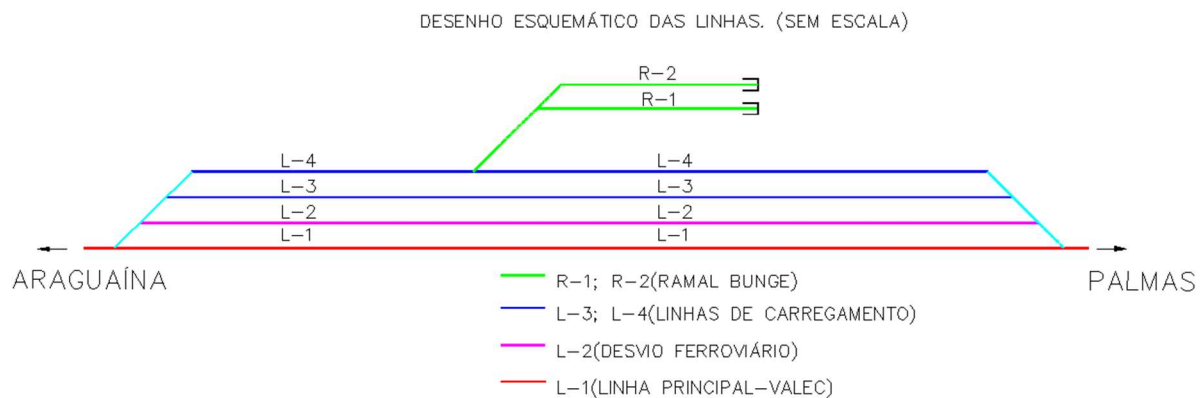 DESENHO ESQUEMÁTICO DAS LINHAS. (SEM ESCALA)
R-2
R-1
L-4 L-4
L-3 L-3
L-2 L-2
L-1 L-1
ARAGUAÍNA PALMAS
R-1; R-2(RAMAL BUNGE)
L-3; L-4(LINHAS DE CARREGAMENTO)
L-2(DESVIO FERROVIÁRIO)
L-1(LINHA PRINCIPAL-VALEC)